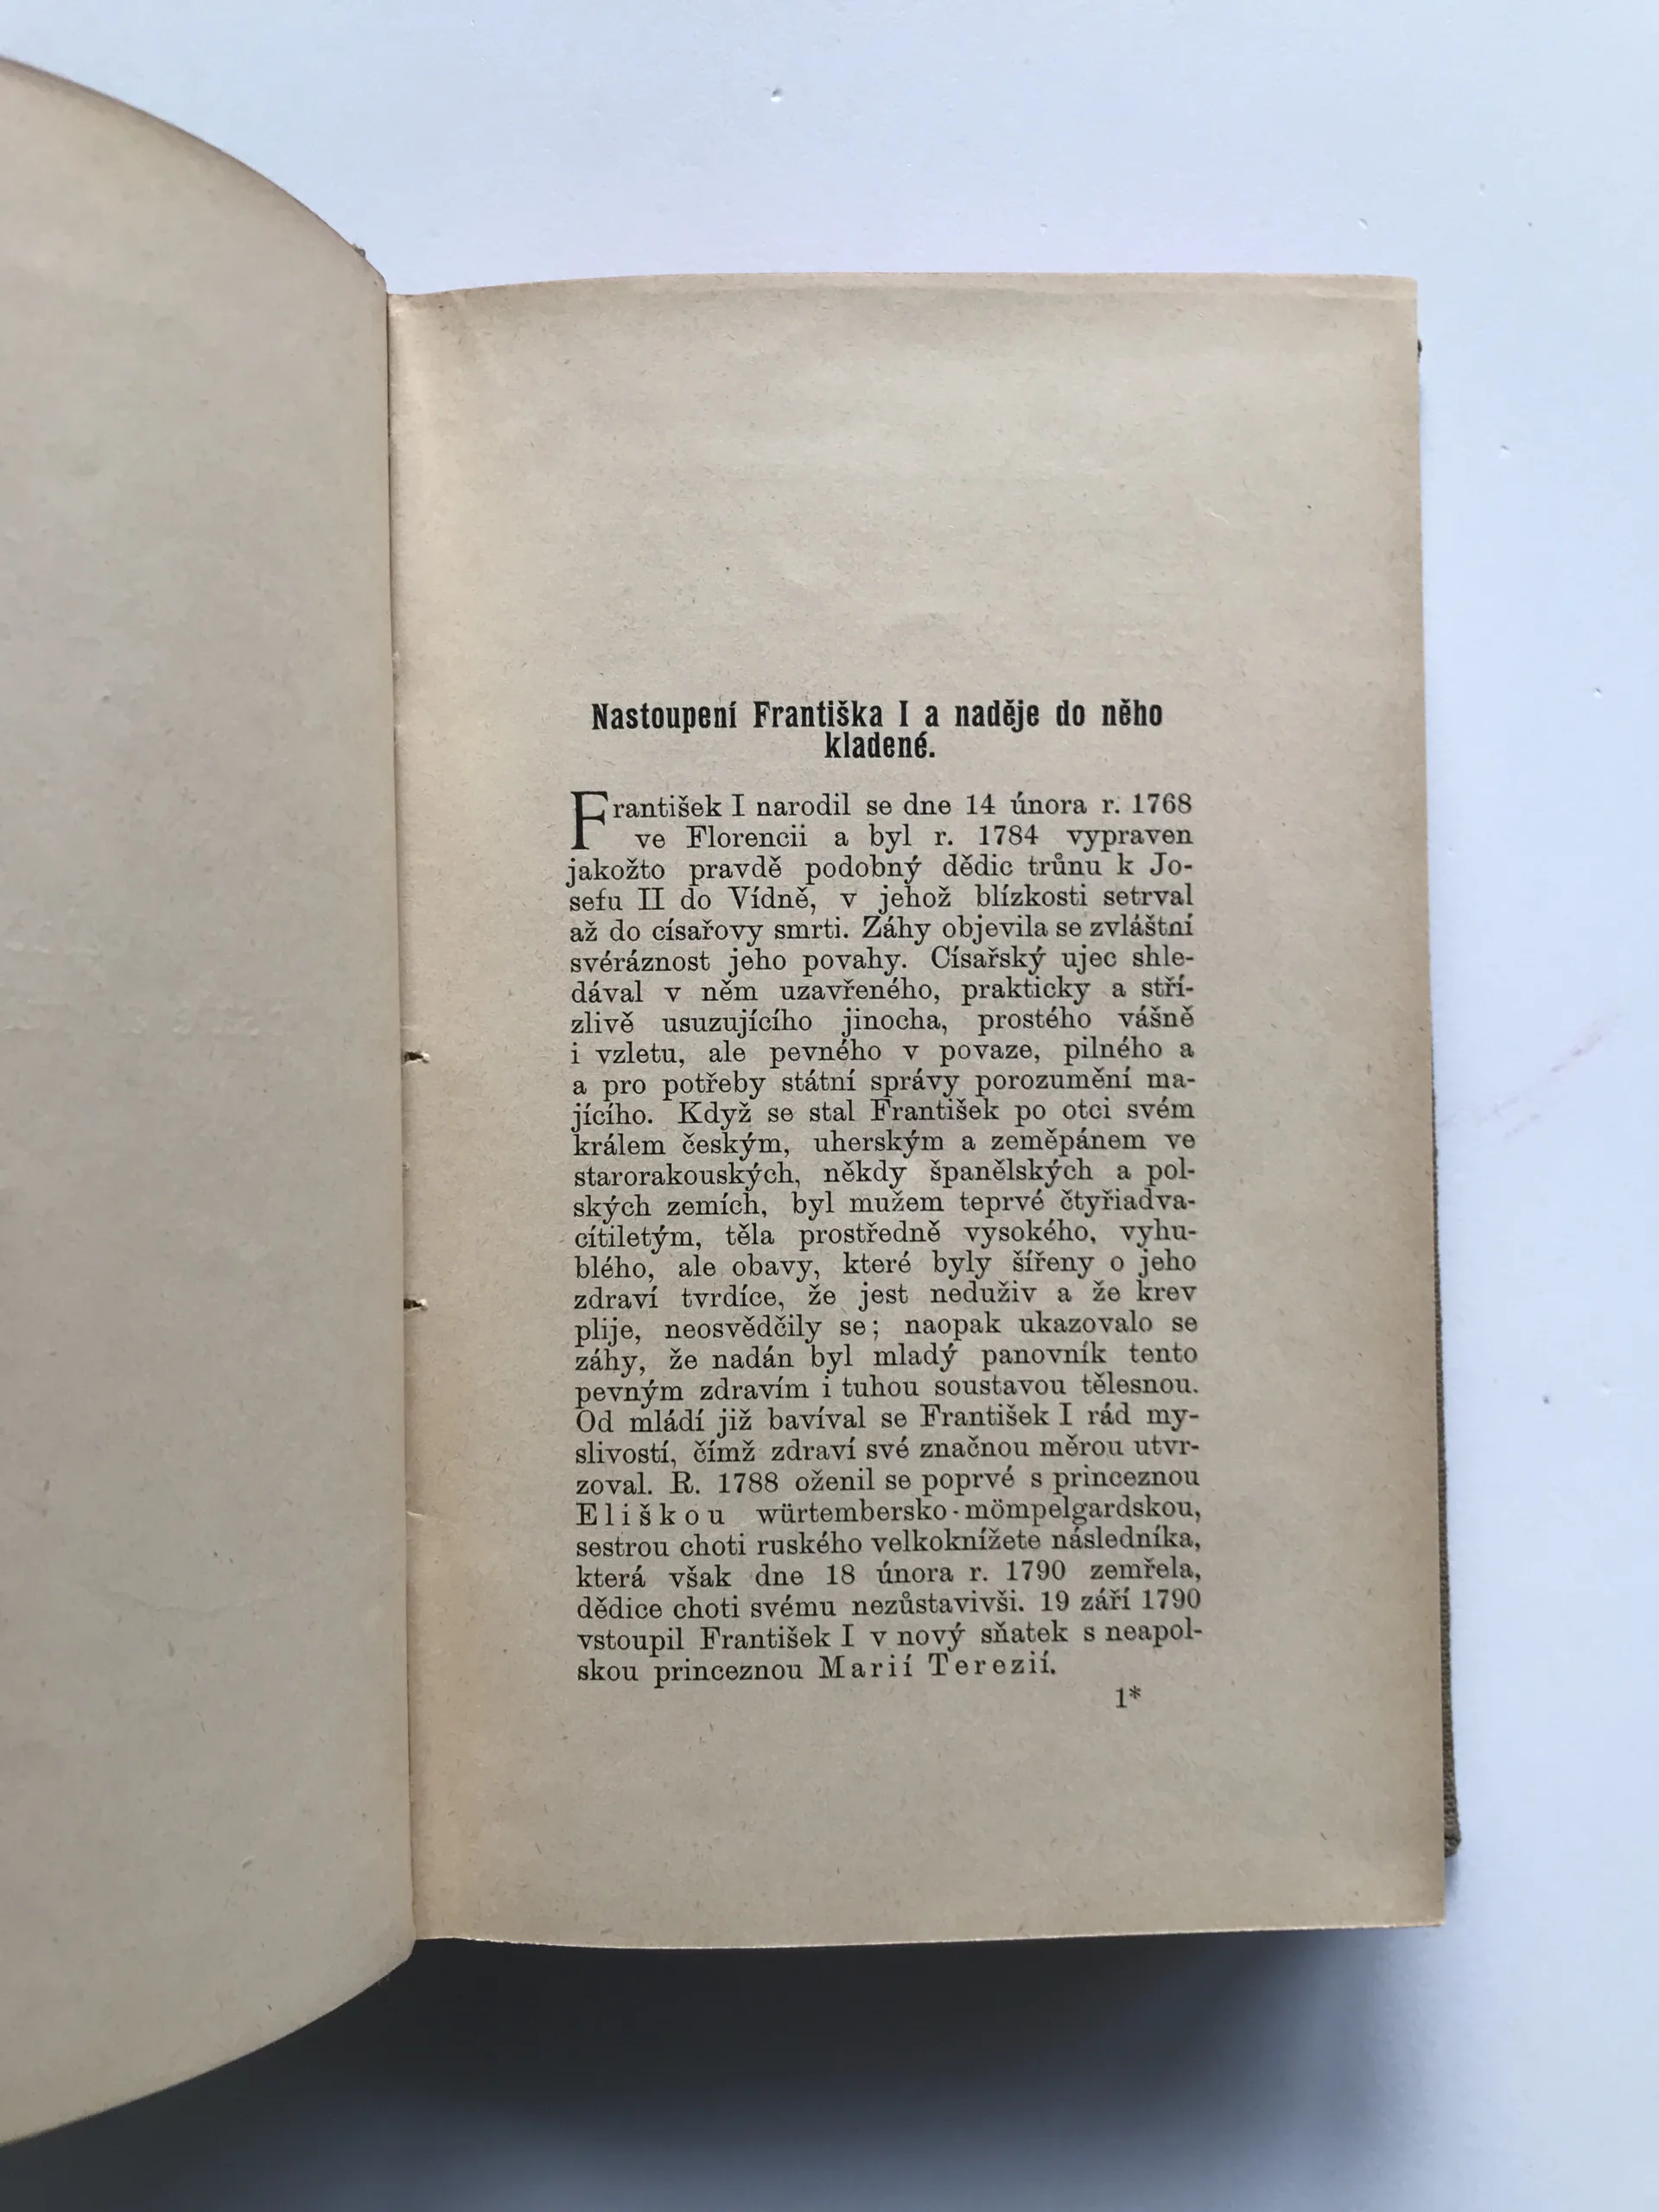 Nastoupení Františka I a naděje do něho
kladené.
František I narodil se dne 14 února r. 1768
ve Florencii a byl r. 1784 vypraven
jakožto pravdě podobný dědic trůnu k Jo-
sefu II do Vídně, v jehož blízkosti setrval
až do císařovy smrti. Záhy objevila se zvláštní
svéráznost jeho povahy. Císařský ujec shle-
dával v něm uzavřeného, prakticky a stří-
zlivě usuzujícího jinocha, prostého vášně
i vzletu, ale pevného v povaze, pilného a
a pro potřeby státní správy porozumění ma-
jícího. Když se stal František po otci svém
králem českým, uherským a zeměpánem ve
starorakouských, někdy španělských a pol-
ských zemích, byl mužem teprvé čtyřiadva-
cítiletým, těla prostředně vysokého, vyhu-
blého, ale obavy, které byly šířeny o jeho
zdraví tvrdíce, že jest neduživ a že krev
plije, neosvědčily se; naopak ukazovalo se
záhy, že nadán byl mladý panovník tento
pevným zdravím i tuhou soustavou tělesnou.
Od mládí již bavíval se František I rád my-
slivostí, čímž zdraví své značnou měrou utvr-
zoval. R. 1788 oženil se poprvé s princeznou
Eliškou würtembersko-mömpelgardskou,
sestrou choti ruského velkoknížete následníka,
která však dne 18 února r. 1790 zemřela,
dědice choti svému nezůstavivši. 19 září 1790
vstoupil František I v nový sňatek s neapol-
skou princeznou Marií Terezií.
1*